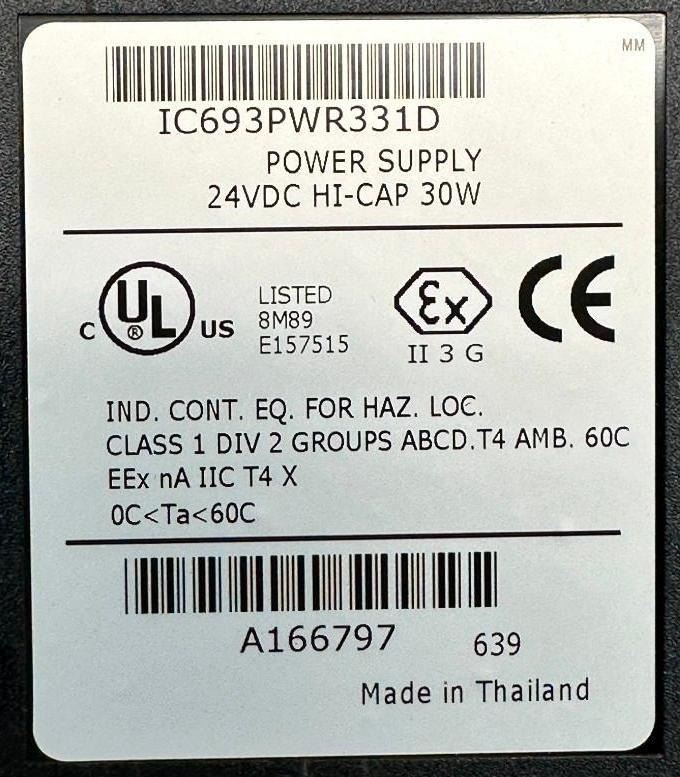 MM
IC693PWR331D
POWER SUPPLY
24VDC HI-CAP 30W
C UL ® US
LISTED
8M89
E157515
Ex
II 3 G
CE
IND. CONT. EQ. FOR HAZ. LOC.
CLASS 1 DIV 2 GROUPS ABCD.T4 AMB. 60C
EEx nA IIC T4 X
0C<Ta<60C
A166797 639
Made in Thailand